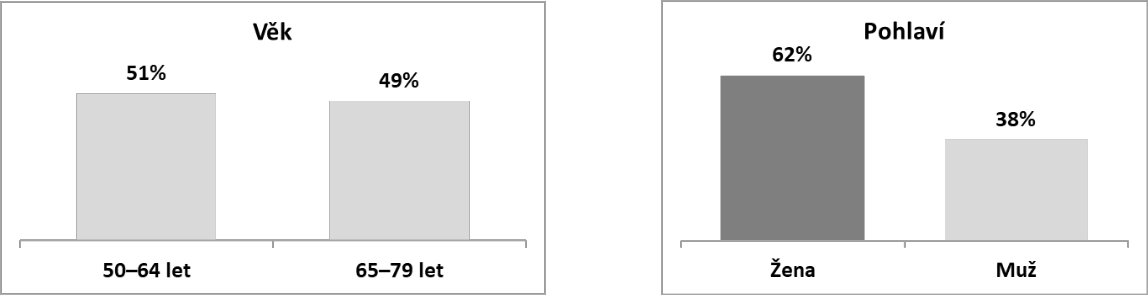 Věk
51%
49%
50–64 let
65–79 let
Pohlaví
62%
38%
Žena
Muž